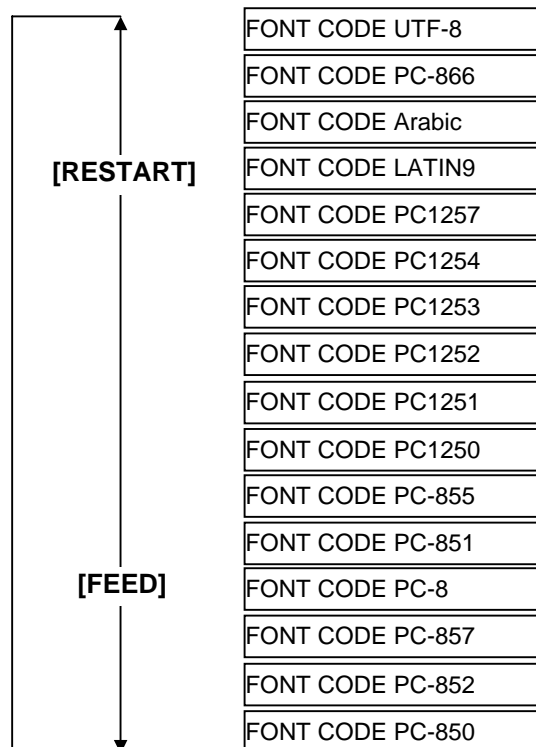 FONT CODE UTF-8
FONT CODE PC-866
FONT CODE Arabic
FONT CODE LATIN9
[RESTART]
FONT CODE PC1257
FONT CODE PC1254
FONT CODE PC1253
FONT CODE PC1252
FONT CODE PC1251
FONT CODE PC1250
FONT CODE PC-855
FONT CODE PC-851
[FEED]
FONT CODE PC-8
FONT CODE PC-857
FONT CODE PC-852
FONT CODE PC-850